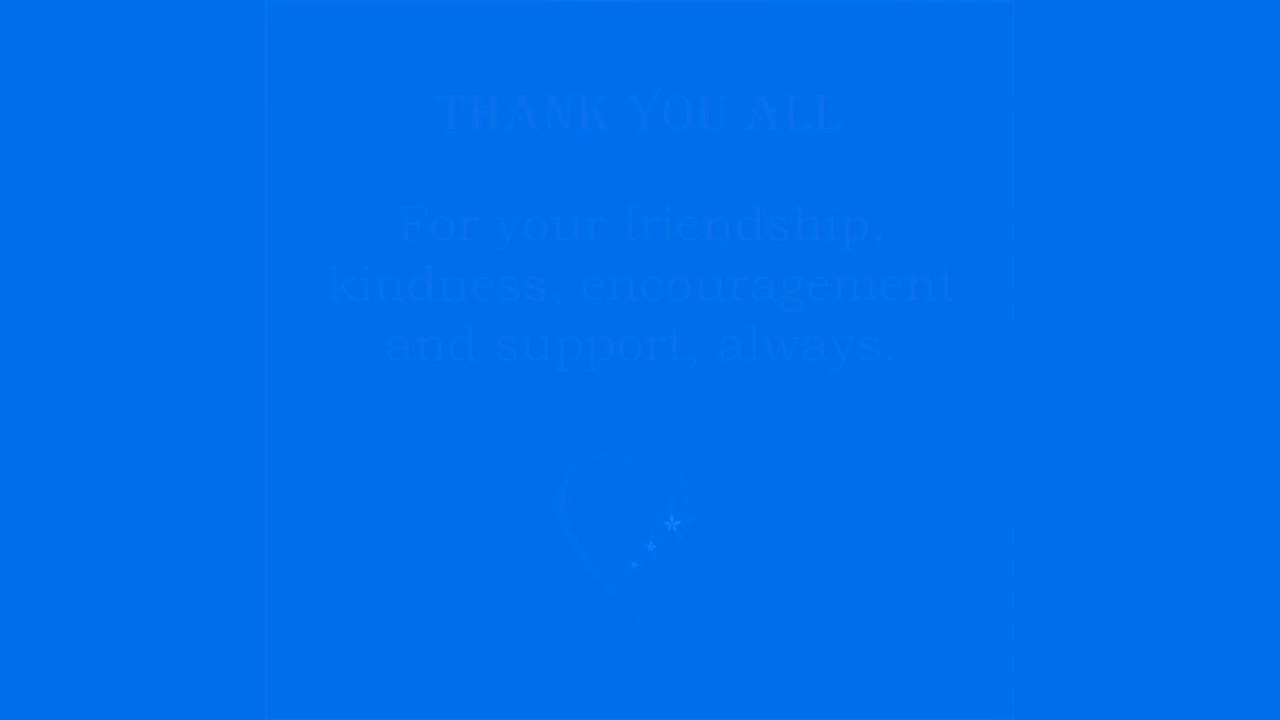 THANK YOU ALL
For your friendship,
kindness, encouragement
and support, always.